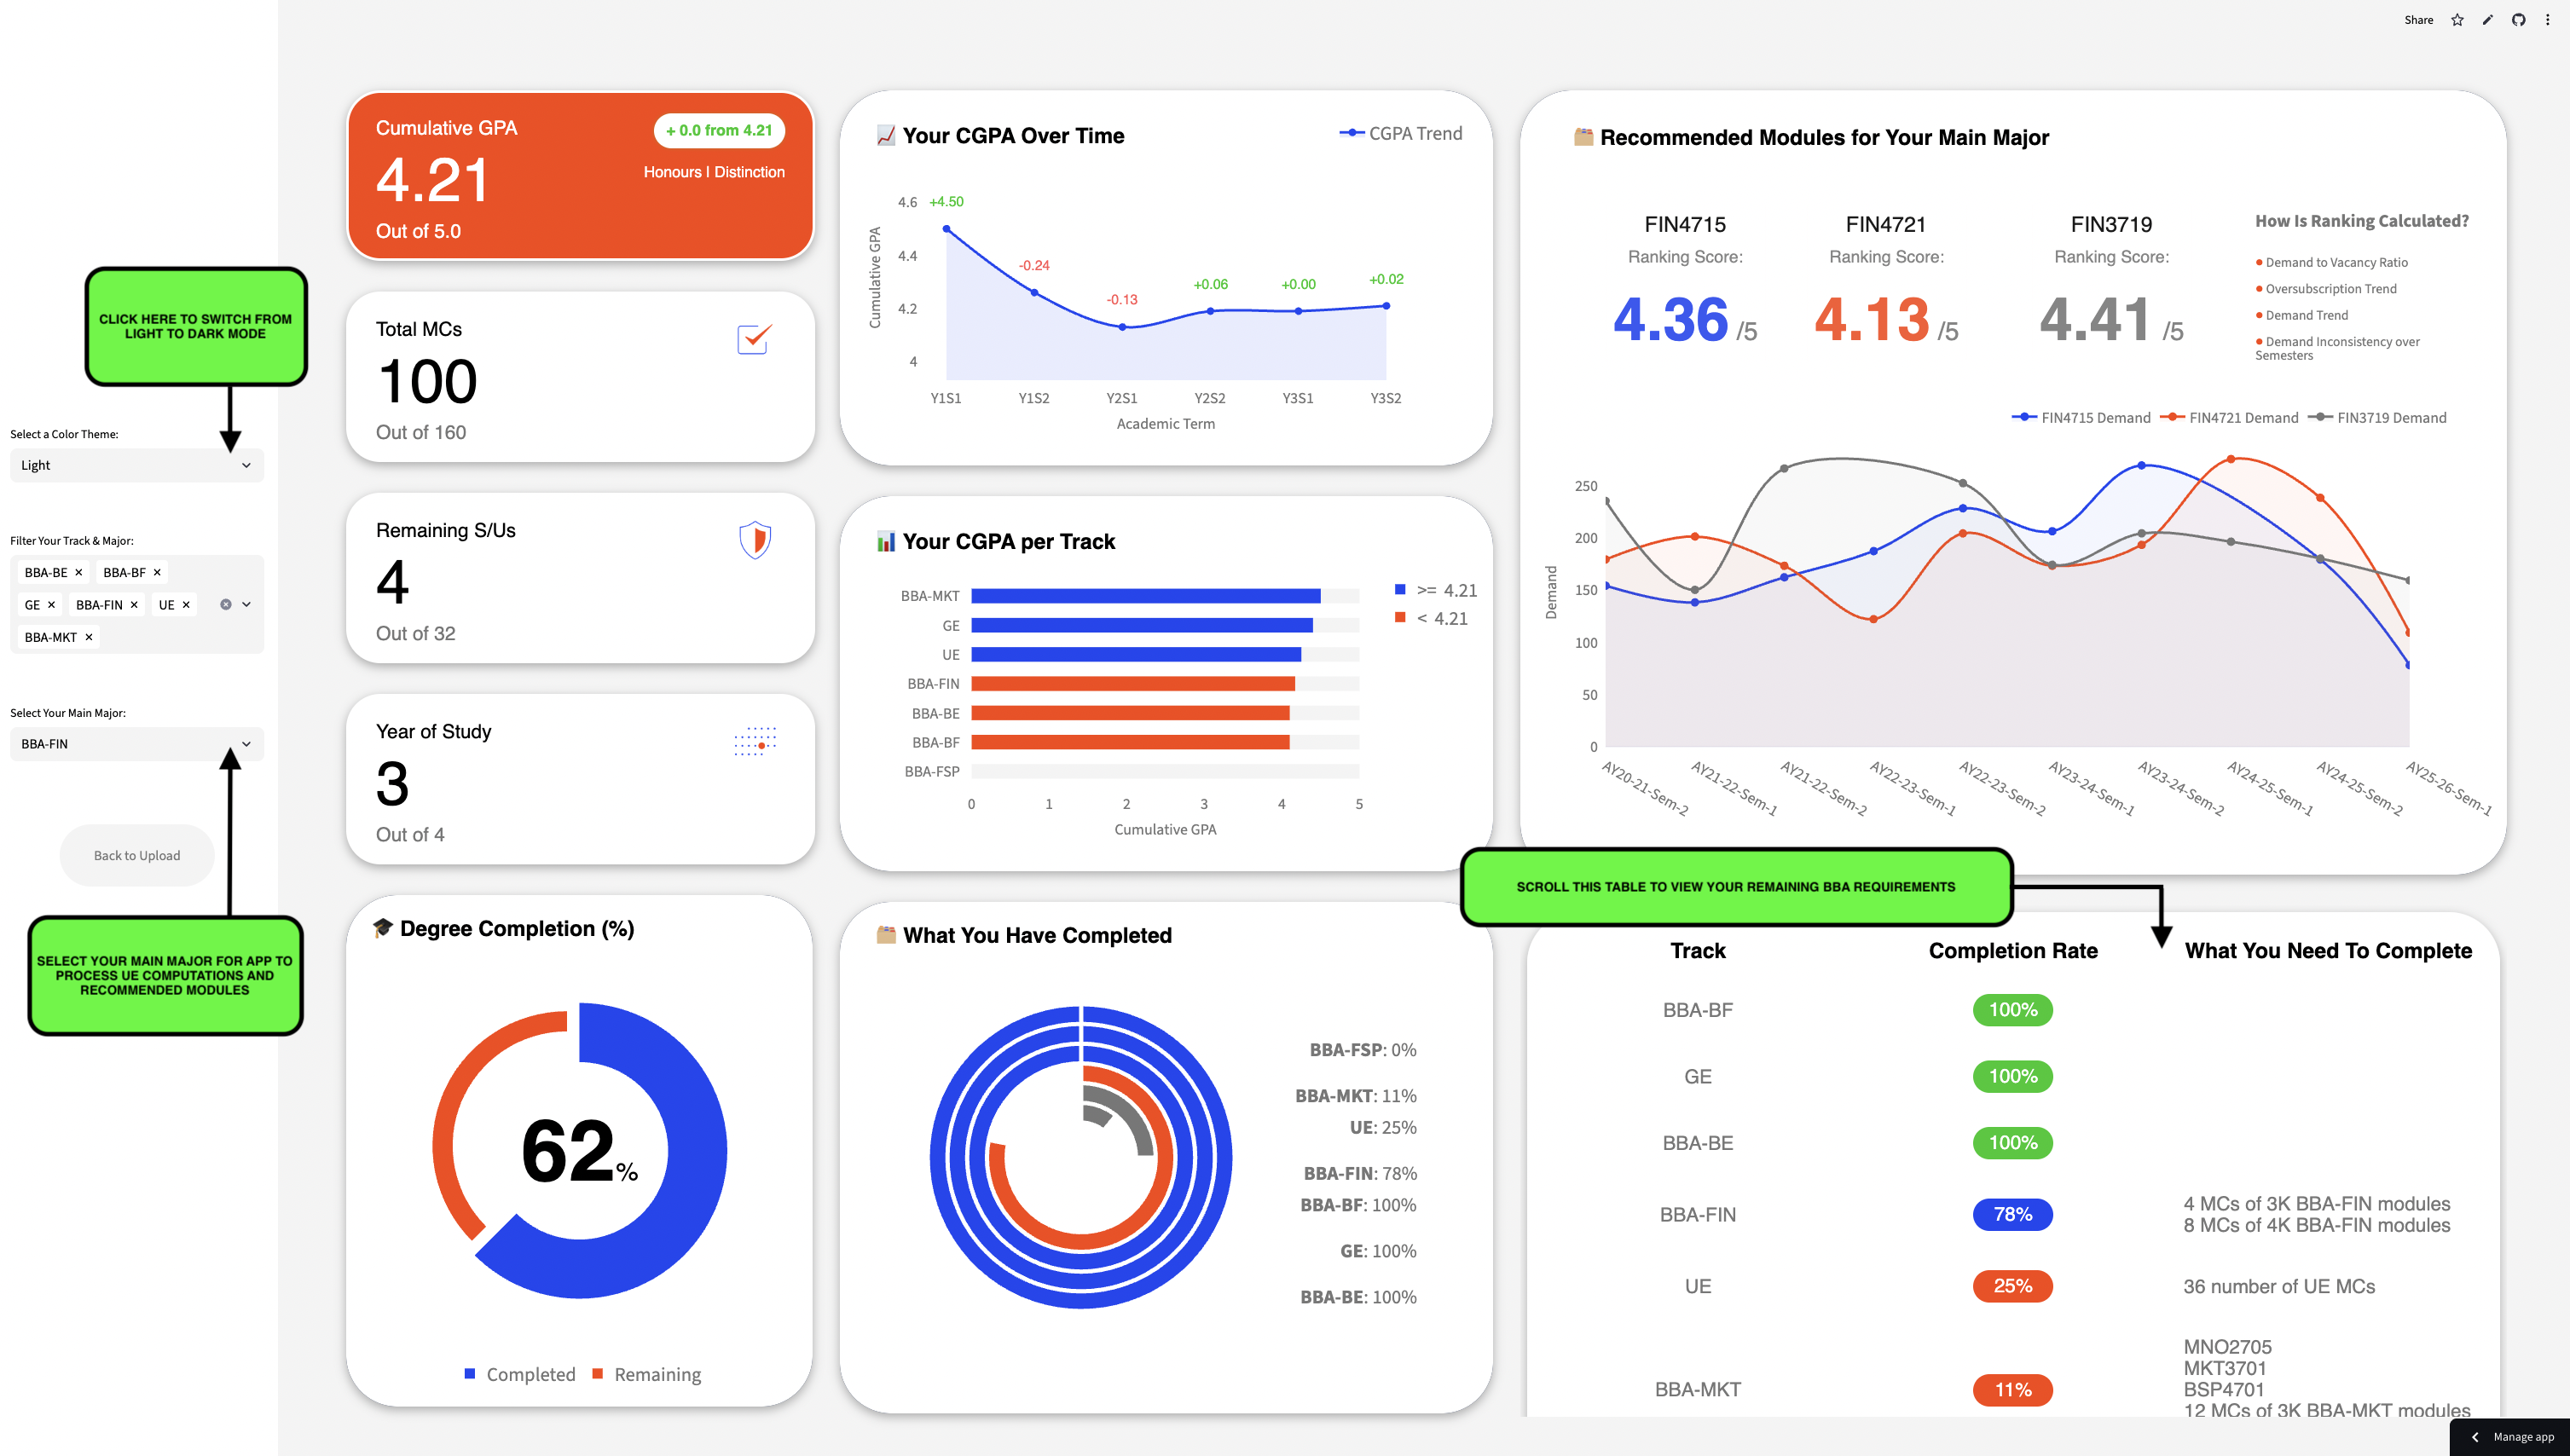 Share
CLICK HERE TO SWITCH FROM
LIGHT TO DARK MODE
Select a Color Theme:
Light
Filter Your Track & Major:
BBA-BE × BBA-BF ×
GE × BBA-FIN × UE ×
BBA-MKT ×
Select Your Main Major:
BBA-FIN
Back to Upload
SELECT YOUR MAIN MAJOR FOR APP TO
PROCESS UE COMPUTATIONS AND
RECOMMENDED MODULES
Cumulative GPA
+ 0.0 from 4.21
4.21
Honours | Distinction
Out of 5.0
Total MCs
100
Out of 160
Remaining S/Us
4
Out of 32
Year of Study
3
Out of 4
Degree Completion (%)
62%
Completed Remaining
Your CGPA Over Time
CGPA Trend
Cumulative GPA
4.6
4.4
4.2
4
+4.50
-0.24
-0.13
+0.06
+0.00
+0.02
Y1S1 Y1S2 Y2S1 Y2S2 Y3S1 Y3S2
Academic Term
Your CGPA per Track
>= 4.21
< 4.21
BBA-MKT
GE
UE
BBA-FIN
BBA-BE
BBA-BF
BBA-FSP
0 1 2 3 4 5
Cumulative GPA
What You Have Completed
BBA-FSP: 0%
BBA-MKT: 11%
UE: 25%
BBA-FIN: 78%
BBA-BF: 100%
GE: 100%
BBA-BE: 100%
Recommended Modules for Your Main Major
FIN4715
Ranking Score:
4.36 /5
FIN4721
Ranking Score:
4.13 /5
FIN3719
Ranking Score:
4.41 /5
How Is Ranking Calculated?
Demand to Vacancy Ratio
Oversubscription Trend
Demand Trend
Demand Inconsistency over
Semesters
FIN4715 Demand FIN4721 Demand FIN3719 Demand
Demand
250
200
150
100
50
0
AY20-21-Sem-2
AY21-22-Sem-1
AY21-22-Sem-2
AY22-23-Sem-1
AY22-23-Sem-2
AY23-24-Sem-1
AY23-24-Sem-2
AY24-25-Sem-1
AY24-25-Sem-2
AY25-26-Sem-1
SCROLL THIS TABLE TO VIEW YOUR REMAINING BBA REQUIREMENTS
Track Completion Rate What You Need To Complete
BBA-BF 100%
GE 100%
BBA-BE 100%
BBA-FIN 78% 4 MCs of 3K BBA-FIN modules
8 MCs of 4K BBA-FIN modules
UE 25% 36 number of UE MCs
BBA-MKT 11% MNO2705
MKT3701
BSP4701
12 MCs of 3K BBA-MKT modules
Manage app